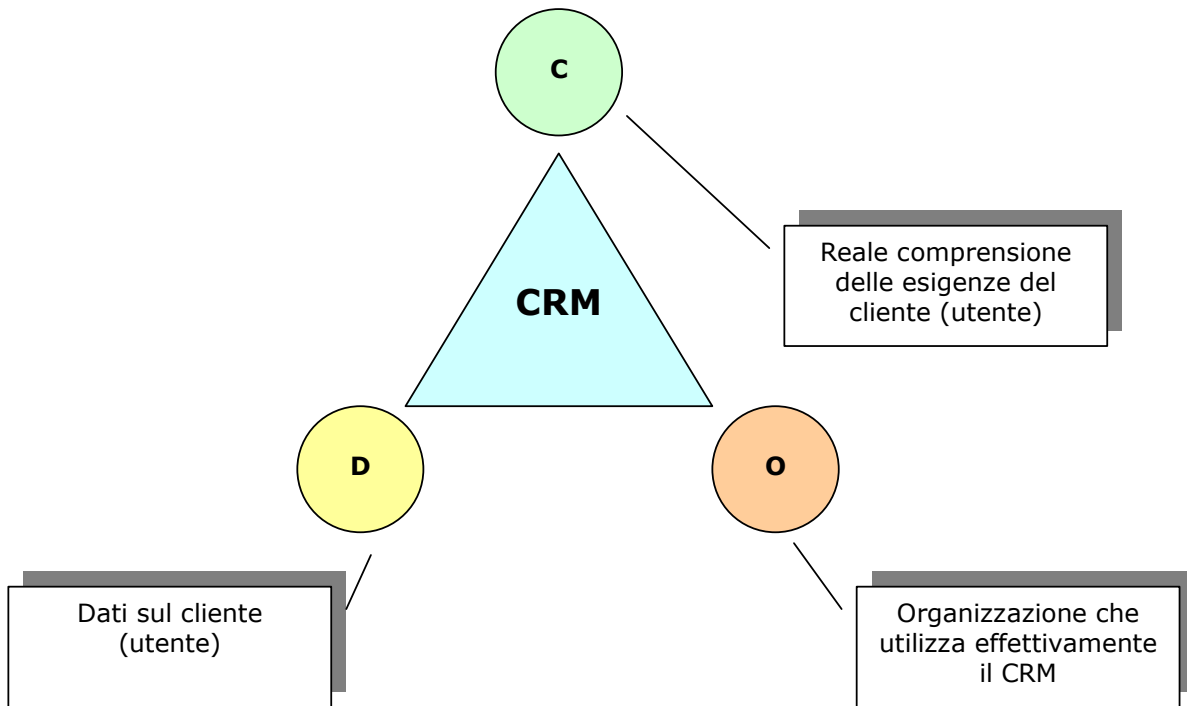 C
Reale comprensione
delle esigenze del
cliente (utente)
CRM
D
O
Dati sul cliente
(utente)
Organizzazione che
utilizza effettivamente
il CRM